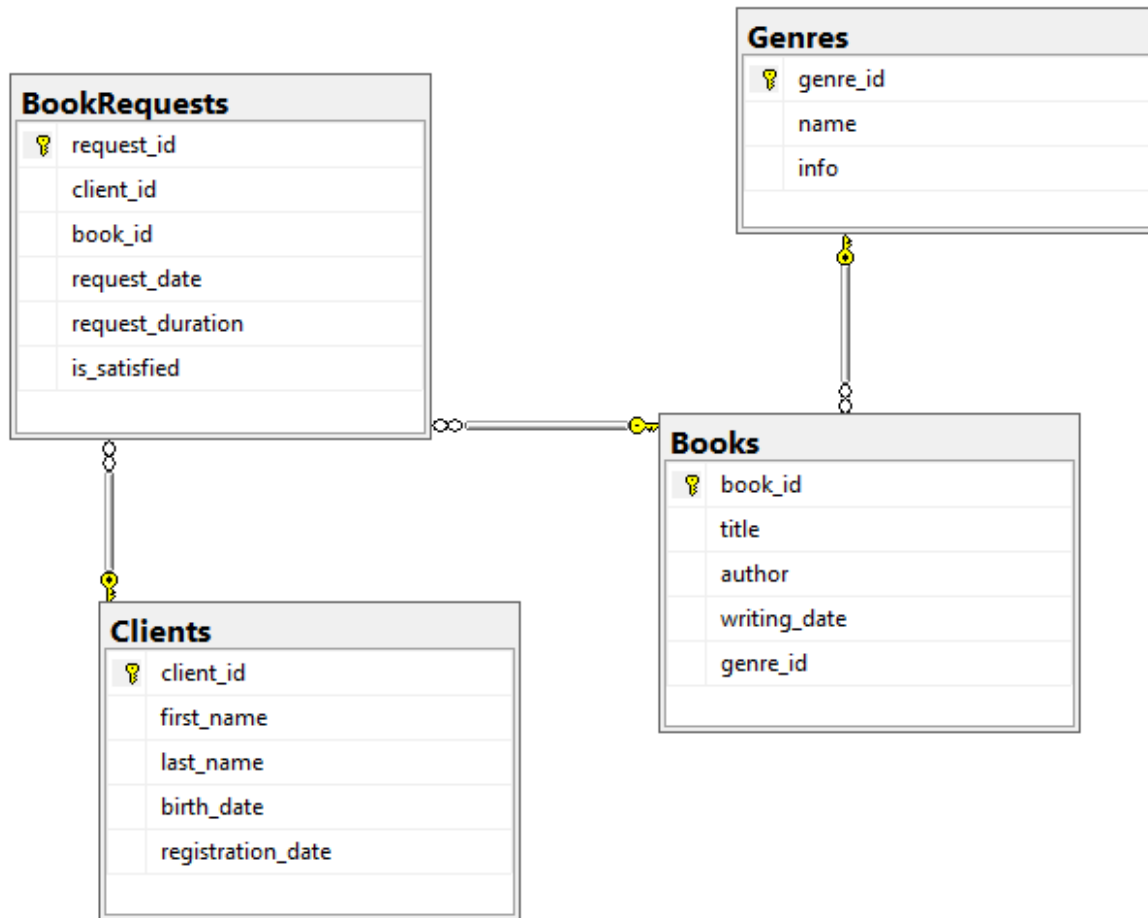 BookRequests
request_id
client_id
book_id
request_date
request_duration
is_satisfied
Genres
genre_id
name
info
Books
book_id
title
author
writing_date
genre_id
Clients
client_id
first_name
last_name
birth_date
registration_date